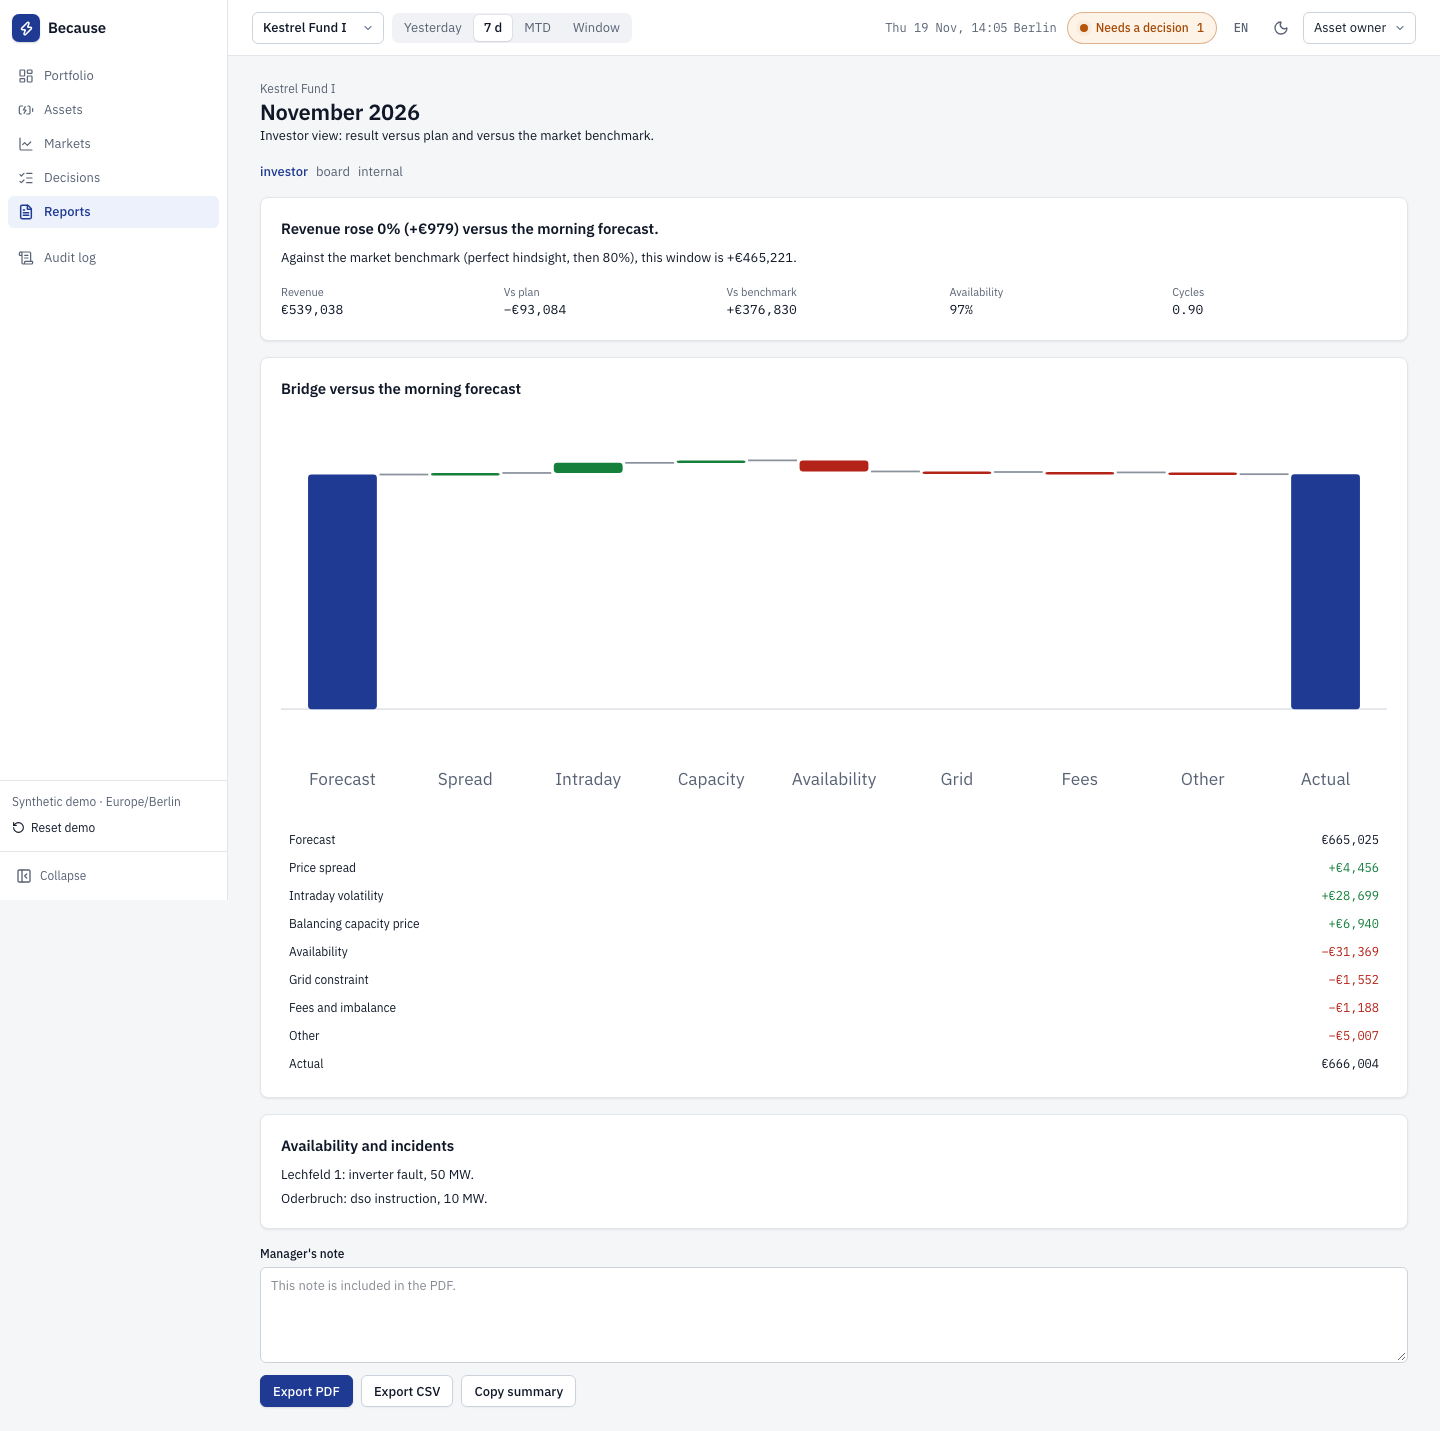 Because
Kestrel Fund I
Yesterday 7 d MTD Window
Thu 19 Nov, 14:05 Berlin
Needs a decision 1
EN
Asset owner
Portfolio
Assets
Markets
Decisions
Reports
Audit log
Synthetic demo · Europe/Berlin
Reset demo
Collapse
Kestrel Fund I
November 2026
Investor view: result versus plan and versus the market benchmark.
investor board internal
Revenue rose 0% (+€979) versus the morning forecast.
Against the market benchmark (perfect hindsight, then 80%), this window is +€465,221.
Revenue Vs plan Vs benchmark Availability Cycles
€539,038 −€93,084 +€376,830 97% 0.90
Bridge versus the morning forecast
Forecast Spread Intraday Capacity Availability Grid Fees Other Actual
Forecast €665,025
Price spread +€4,456
Intraday volatility +€28,699
Balancing capacity price +€6,940
Availability −€31,369
Grid constraint −€1,552
Fees and imbalance −€1,188
Other −€5,007
Actual €666,004
Availability and incidents
Lechfeld 1: inverter fault, 50 MW.
Oderbruch: dso instruction, 10 MW.
Manager's note
This note is included in the PDF.
Export PDF Export CSV Copy summary